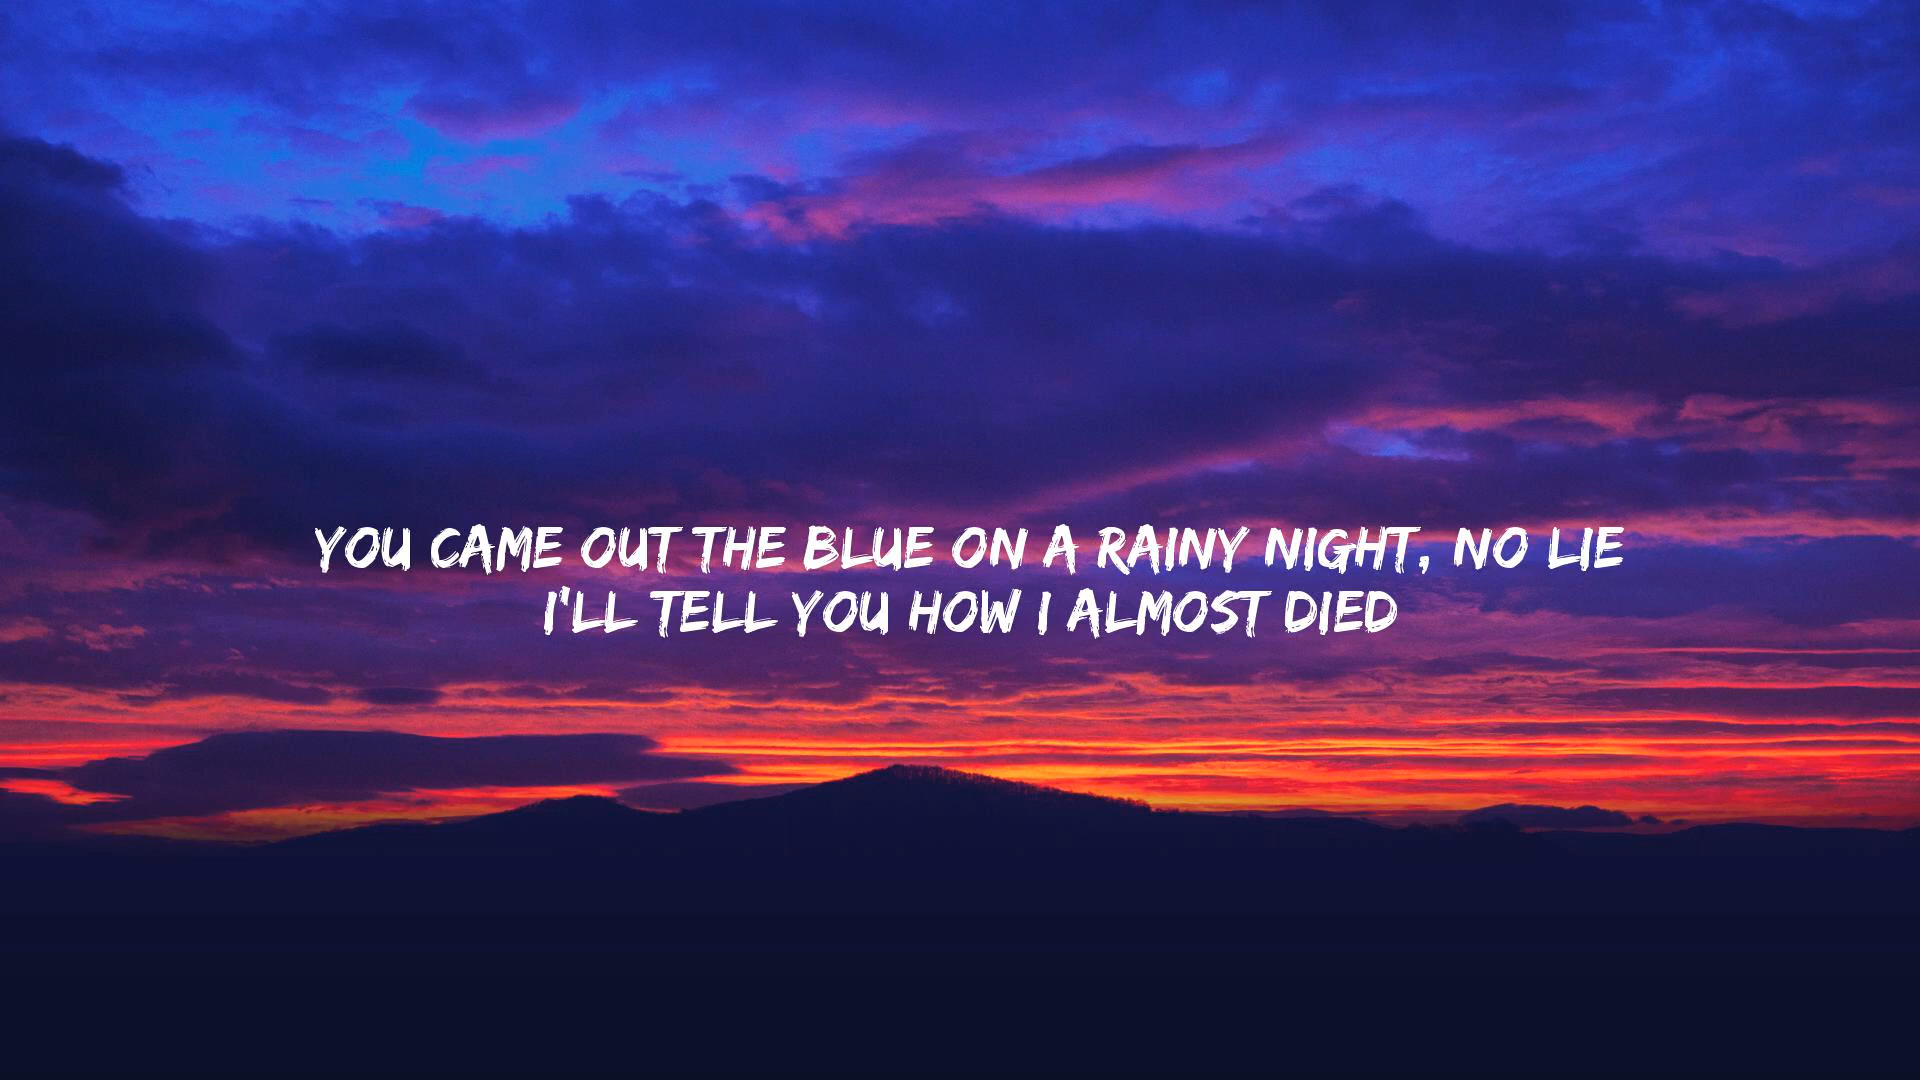 YOU CAME OUT THE BLUE ON A RAINY NIGHT, NO LIE
I'LL TELL YOU HOW I ALMOST DIED